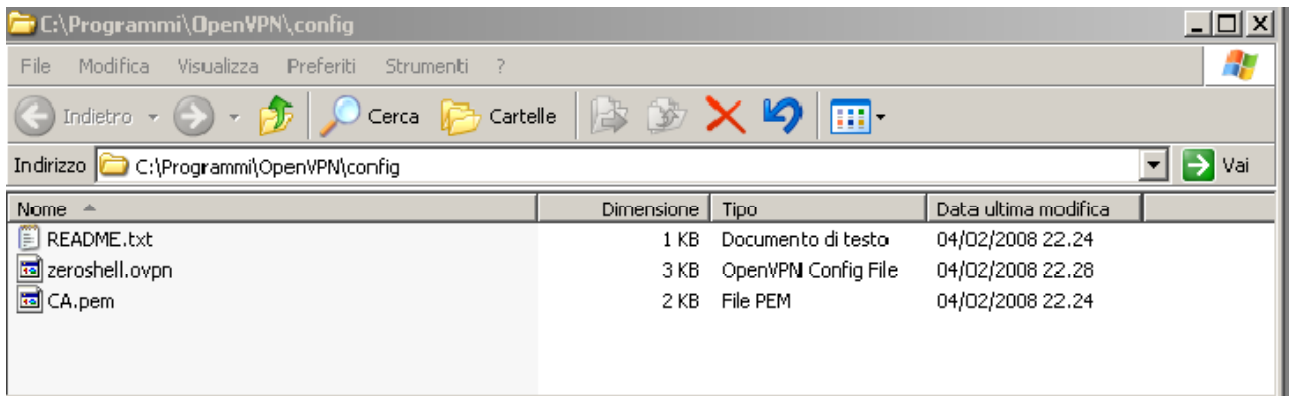 C:\Programmi\OpenVPN\config
File Modifica Visualizza Preferiti Strumenti ?
Indietro Cerca Cartelle
Indirizzo C:\Programmi\OpenVPN\config Vai
Nome Dimensione Tipo Data ultima modifica
README.txt 1 KB Documento di testo 04/02/2008 22.24
zeroshell.ovpn 3 KB OpenVPN Config File 04/02/2008 22.28
CA.pem 2 KB File PEM 04/02/2008 22.24